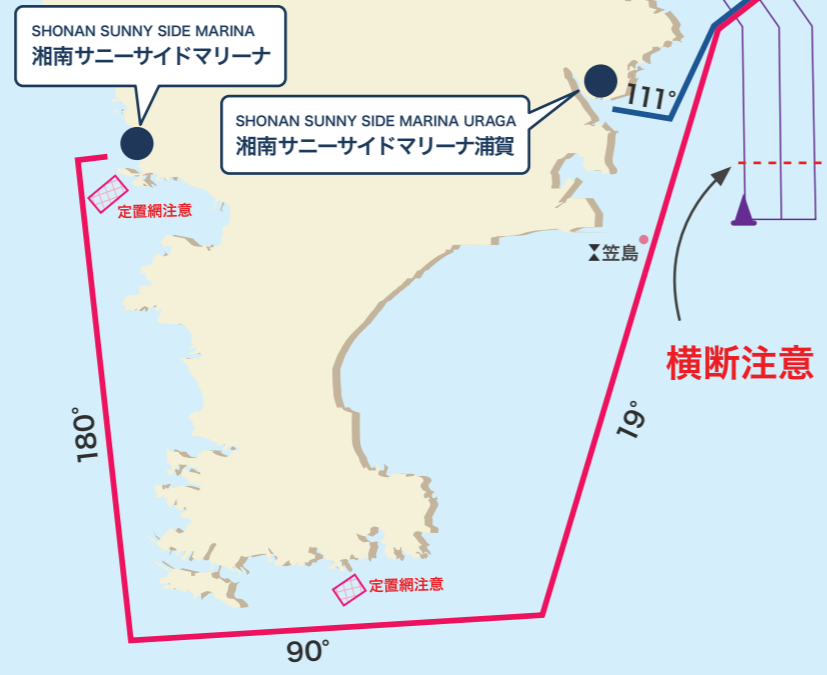 SHONAN SUNNY SIDE MARINA
湘南サニーサイドマリーナ
SHONAN SUNNY SIDE MARINA URAGA
湘南サニーサイドマリーナ浦賀
111°
定置網注意
笠島
横断注意
180°
19°
定置網注意
90°